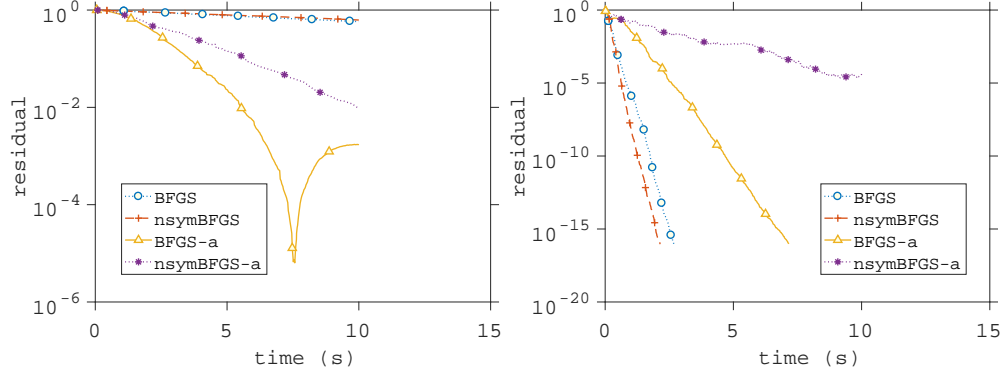 10^0
10^-2
10^-4
10^-6
residual
0 5 10 15
time (s)
BFGS
nsymBFGS
BFGS-a
nsymBFGS-a
10^0
10^-5
10^-10
10^-15
10^-20
residual
0 5 10 15
time (s)
BFGS
nsymBFGS
BFGS-a
nsymBFGS-a